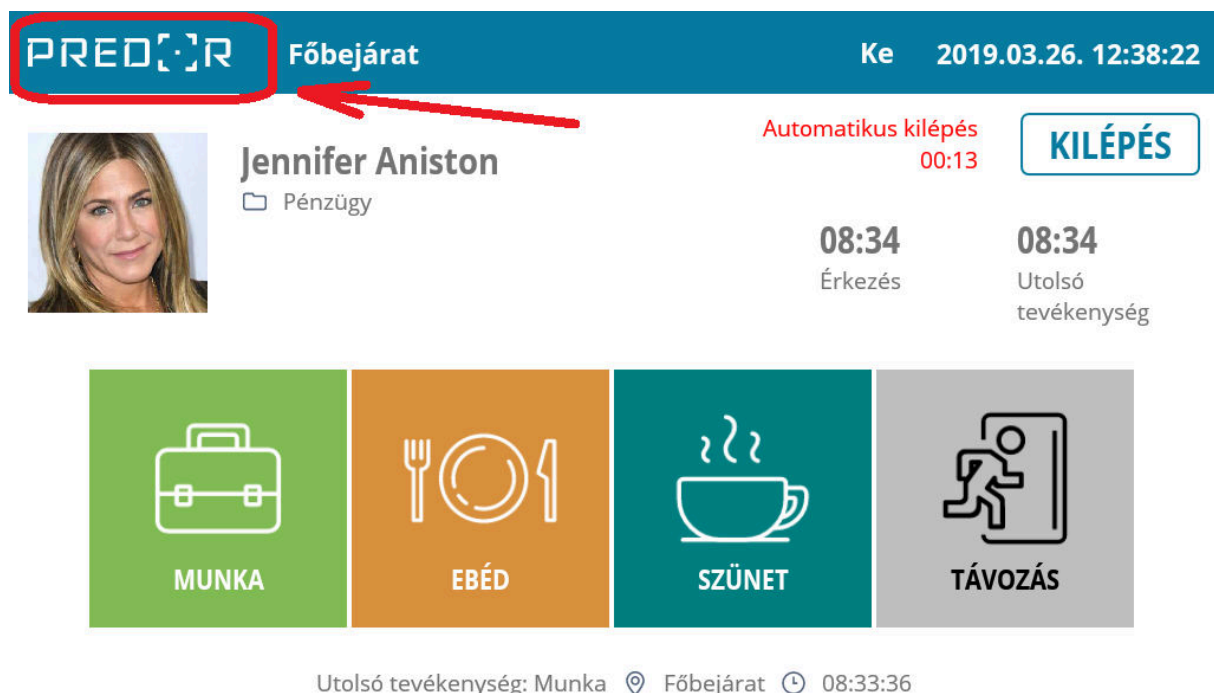 PRED[·]R Főbejárat Ke 2019.03.26. 12:38:22
Jennifer Aniston
Pénzügy
Automatikus kilépés
00:13
KILÉPÉS
08:34 08:34
Érkezés Utolsó
tevékenység
MUNKA EBÉD SZÜNET TÁVOZÁS
Utolsó tevékenység: Munka Főbejárat 08:33:36